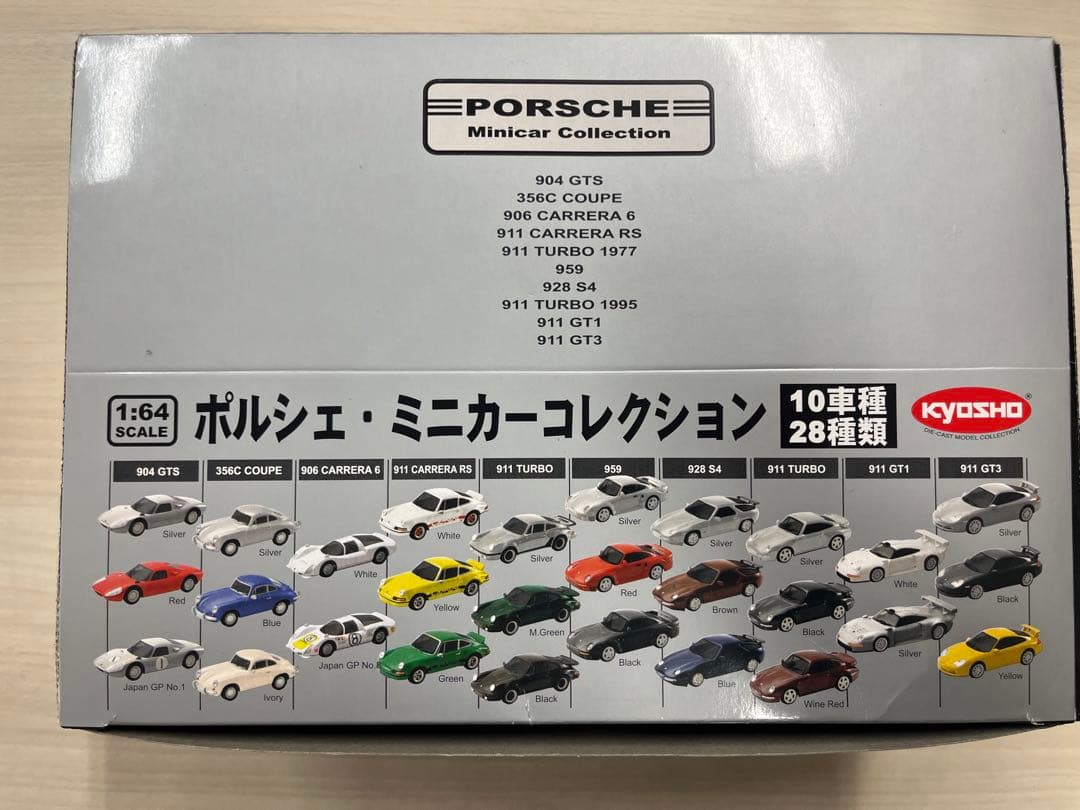 PORSCHE
Minicar Collection
904 GTS
356C COUPE
906 CARRERA 6
911 CARRERA RS
911 TURBO 1977
959
928 S4
911 TURBO 1995
911 GT1
911 GT3
1:64
SCALE
ポルシェ・ミニカーコレクション
10車種
28種類
KYOSHO®
DIE-CAST MODEL COLLECTION
904 GTS 356C COUPE 906 CARRERA 6 911 CARRERA RS 911 TURBO 959 928 S4 911 TURBO 911 GT1 911 GT3
Silver Silver White White Silver Silver Silver Silver White Silver
Red Blue Japan GP No.8 Yellow M.Green Red Brown Black Silver Black
Japan GP No.1 Ivory Green Black Black Blue Wine Red Yellow